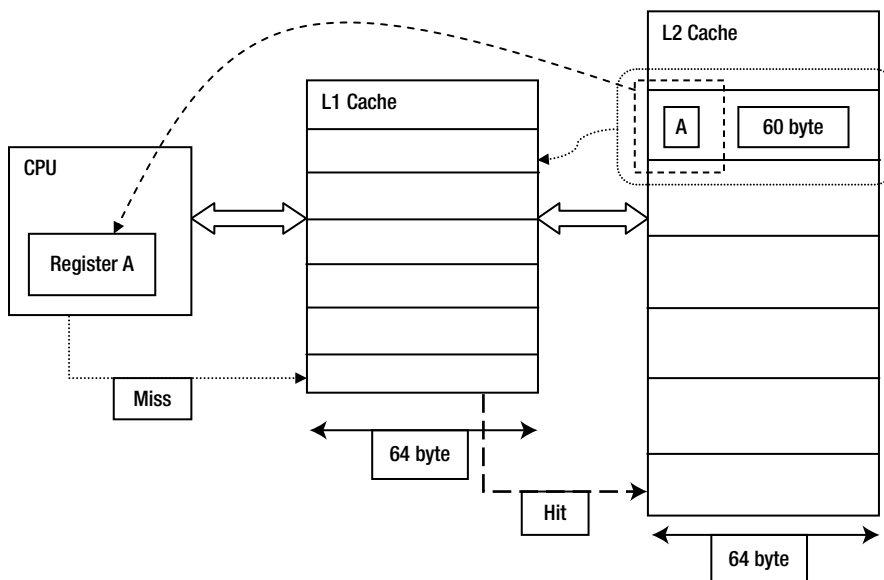 L2 Cache
L1 Cache
A
60 byte
CPU
Register A
Miss
64 byte
Hit
64 byte